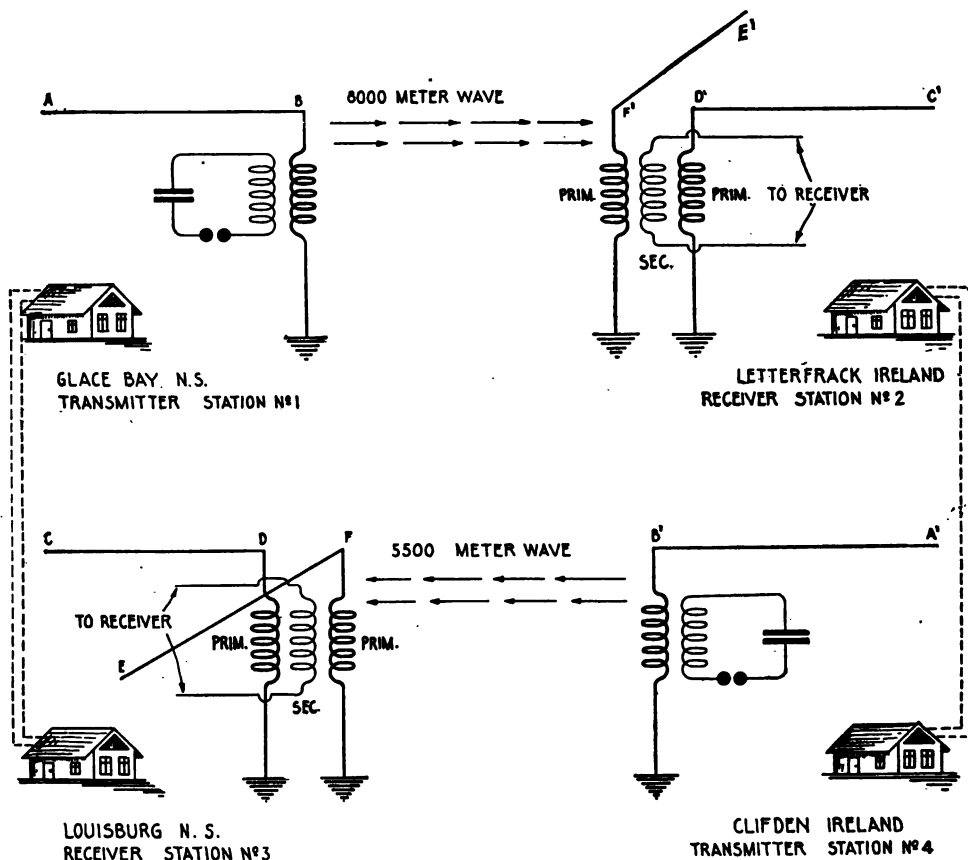 E'
A
B
8000 METER WAVE
F'
D'
C'
PRIM.
PRIM.
TO RECEIVER
SEC.
GLACE BAY. N.S.
TRANSMITTER STATION Nº1
LETTERFRACK IRELAND
RECEIVER STATION Nº2
C
D
F
5500 METER WAVE
B'
A'
TO RECEIVER
PRIM.
PRIM.
E
SEC.
LOUISBURG N. S.
RECEIVER STATION Nº3
CLIFDEN IRELAND
TRANSMITTER STATION Nº4